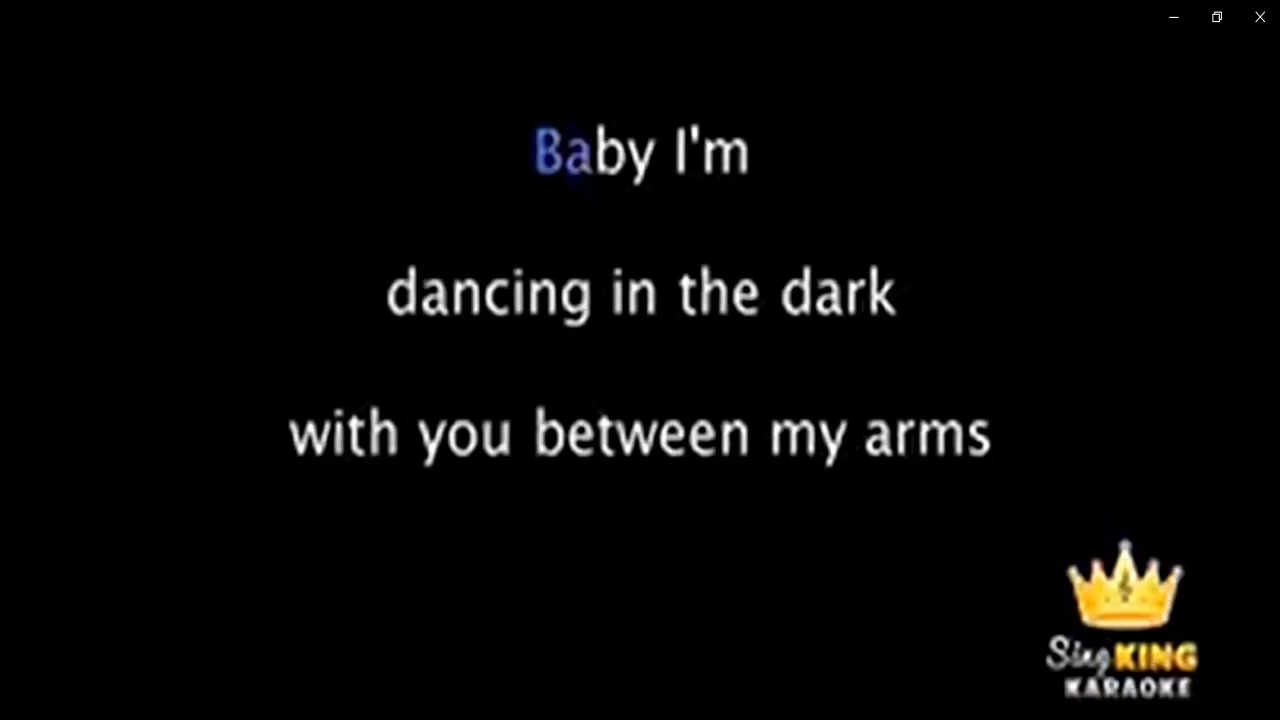 Baby I'm
dancing in the dark
with you between my arms
Sing KING
KARAOKE